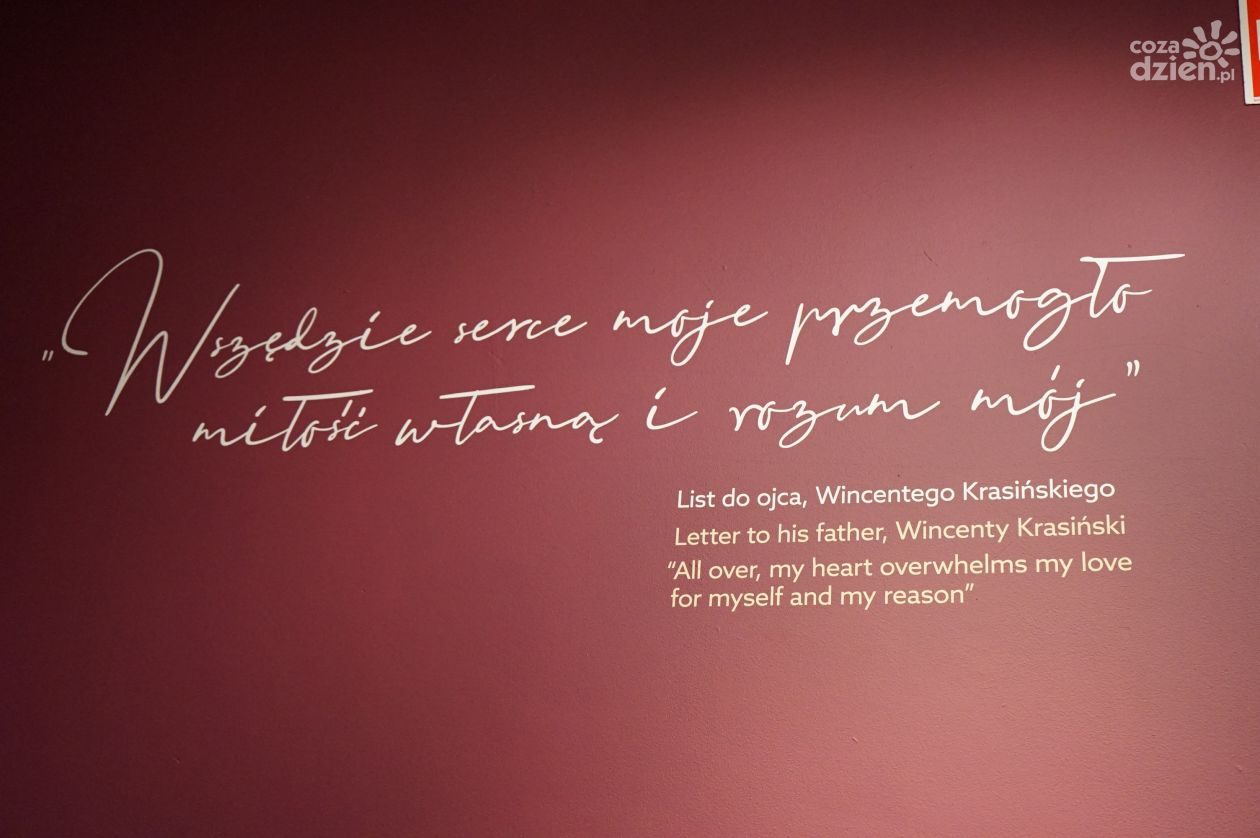 coza
dzien.pl
„Wszędzie serce moje przemogło
miłość własną i rozum mój”
List do ojca, Wincentego Krasińskiego
Letter to his father, Wincenty Krasiński
“All over, my heart overwhelms my love
for myself and my reason”